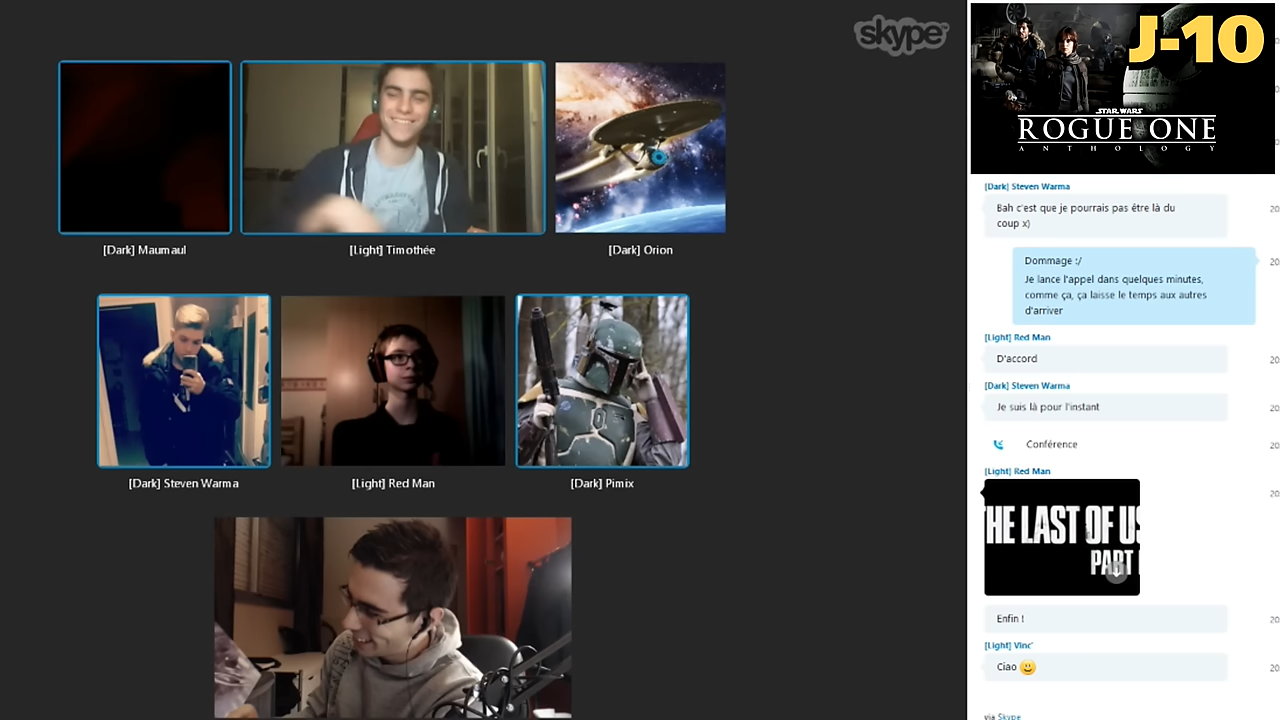 skype
[Dark] Maumaul
[Light] Timothée
[Dark] Orion
[Dark] Steven Warma
[Light] Red Man
[Dark] Pimix
J-10
STAR WARS
ROGUE ONE
ANTHOLOGY
[Dark] Steven Warma
Bah c'est que je pourrais pas être là du
coup x)
Dommage :/
Je lance l'appel dans quelques minutes,
comme ça, ça laisse le temps aux autres
d'arriver
[Light] Red Man
D'accord
[Dark] Steven Warma
Je suis là pour l'instant
Conférence
[Light] Red Man
THE LAST OF US
PART
Enfin !
[Light] Vinc'
Ciao
via Skype